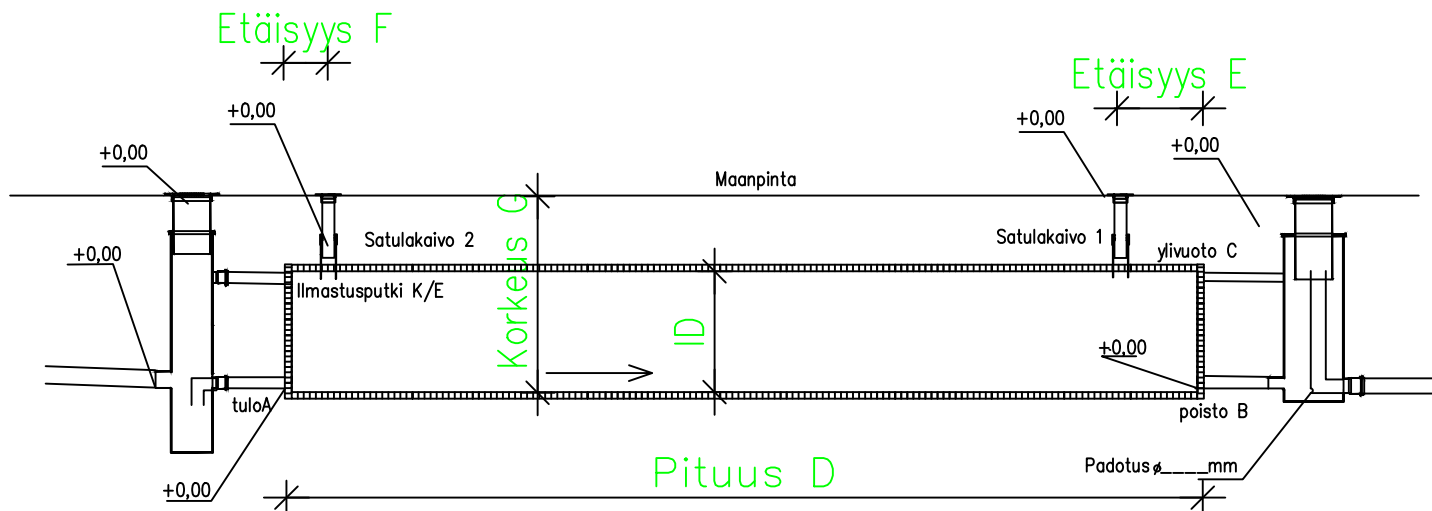 Etäisyys F
Etäisyys E
+0,00
+0,00
+0,00
+0,00
Maanpinta
Korkeus G
Satulakaivo 2
Satulakaivo 1
ylivuoto C
+0,00
Ilmastusputki K/E
ID
+0,00
tuloA
poisto B
Pituus D
Padotus ø____mm
+0,00